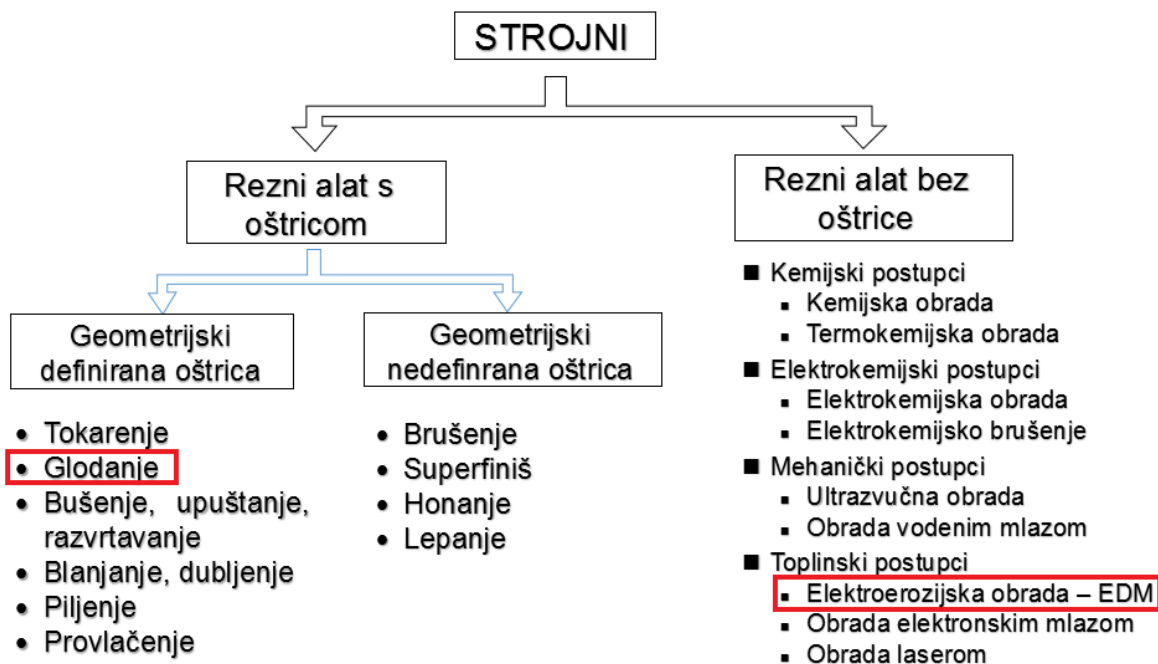 STROJNI
Rezni alat s
oštricom
Rezni alat bez
oštrice
Geometrijski
definirana oštrica
Geometrijski
nedefinrana oštrica
• Tokarenje
• Glodanje
• Bušenje, upuštanje,
razvrtavanje
• Blanjanje, dubljenje
• Piljenje
• Provlačenje
• Brušenje
• Superfiniš
• Honanje
• Lepanje
■ Kemijski postupci
▪ Kemijska obrada
▪ Termokemijska obrada
■ Elektrokemijski postupci
▪ Elektrokemijska obrada
▪ Elektrokemijsko brušenje
■ Mehanički postupci
▪ Ultrazvučna obrada
▪ Obrada vodenim mlazom
■ Toplinski postupci
▪ Elektroerozijska obrada – EDM
▪ Obrada elektronskim mlazom
▪ Obrada laserom